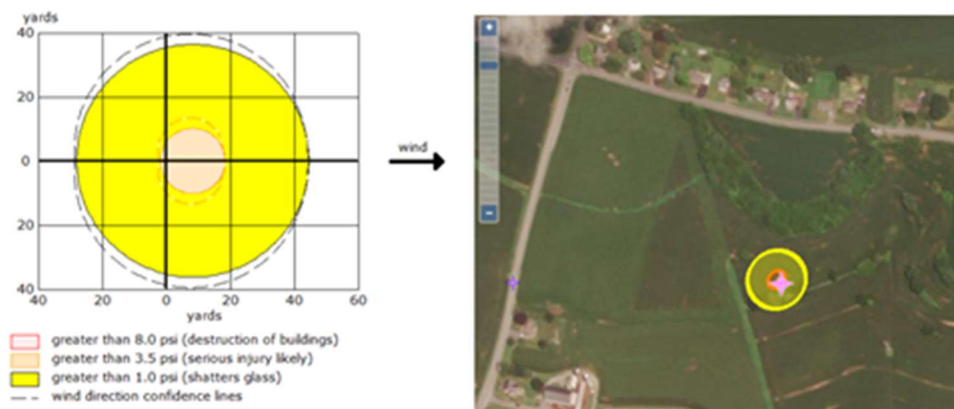 yards
40
20
0
20
40
40 20 0 20 40 60
yards
wind
greater than 8.0 psi (destruction of buildings)
greater than 3.5 psi (serious injury likely)
greater than 1.0 psi (shatters glass)
wind direction confidence lines
+
-